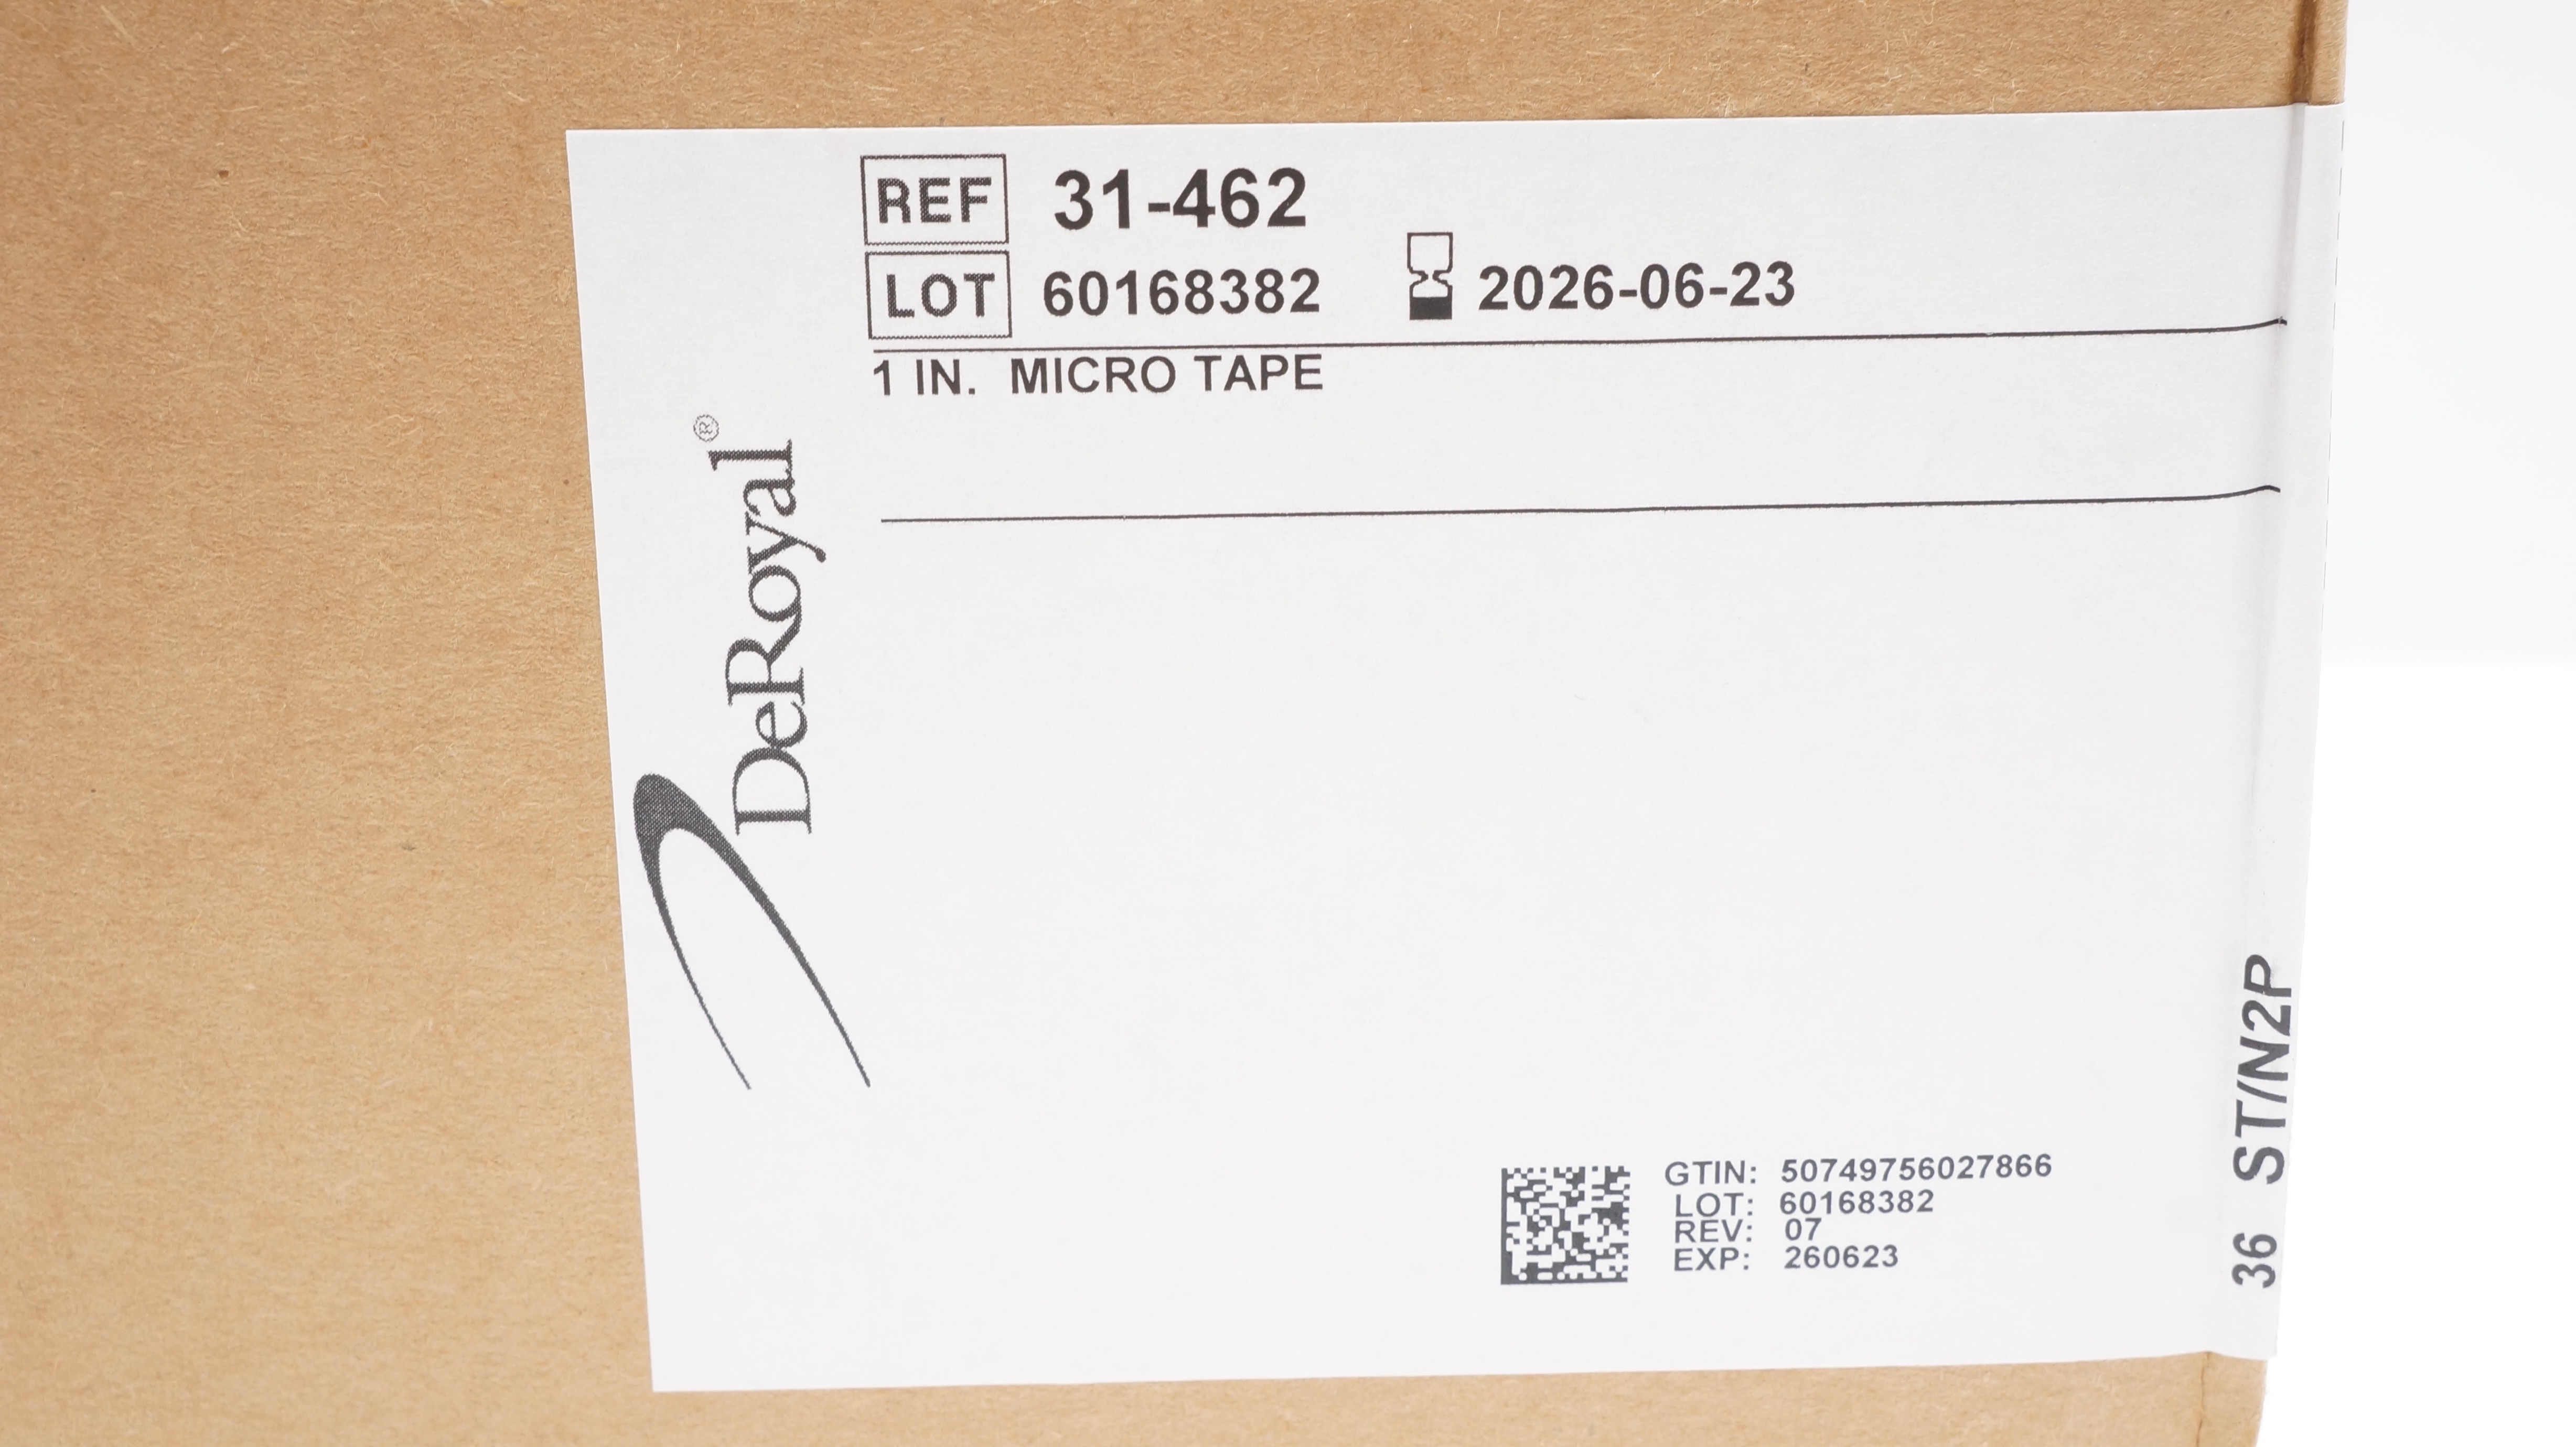 REF 31-462
LOT 60168382 2026-06-23
1 IN. MICRO TAPE
DeRoyal®
GTIN: 50749756027866
LOT: 60168382
REV: 07
EXP: 260623
36 ST/N2P